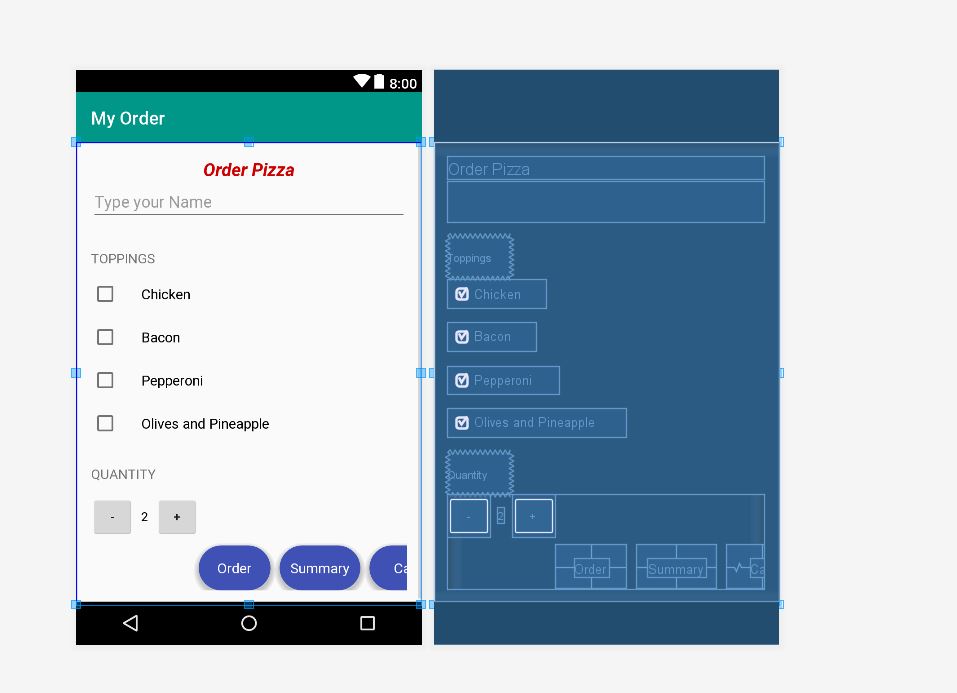 8:00
My Order
Order Pizza
Type your Name
TOPPINGS
Chicken
Bacon
Pepperoni
Olives and Pineapple
QUANTITY
- 2 +
Order Summary Ca
Order Pizza
Toppings
Chicken
Bacon
Pepperoni
Olives and Pineapple
Quantity
- 2 +
Order Summary Ca